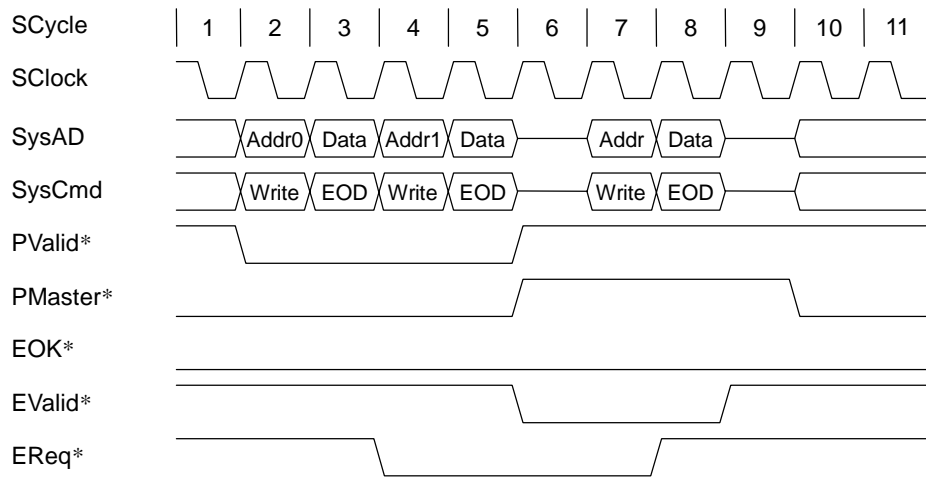 SCycle 1 2 3 4 5 6 7 8 9 10 11
SClock
SysAD Addr0 Data Addr1 Data Addr Data
SysCmd Write EOD Write EOD Write EOD
PValid*
PMaster*
EOK*
EValid*
EReq*